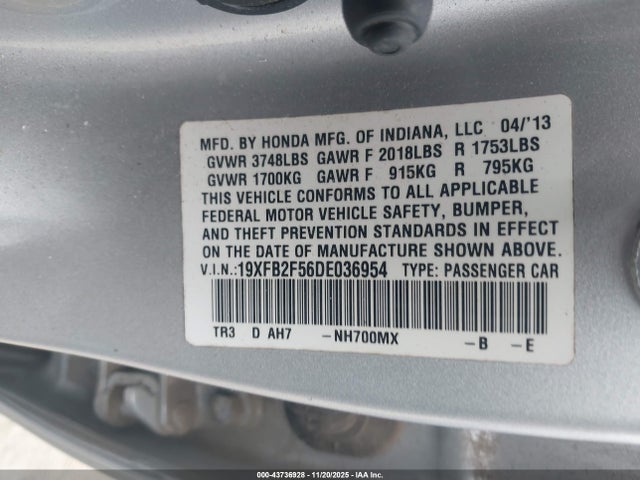 MFD. BY HONDA MFG. OF INDIANA, LLC 04/'13
GVWR 3748LBS GAWR F 2018LBS R 1753LBS
GVWR 1700KG GAWR F 915KG R 795KG
THIS VEHICLE CONFORMS TO ALL APPLICABLE
FEDERAL MOTOR VEHICLE SAFETY, BUMPER,
AND THEFT PREVENTION STANDARDS IN EFFECT
ON THE DATE OF MANUFACTURE SHOWN ABOVE.
V.I.N.:19XFB2F56DE036954 TYPE: PASSENGER CAR
TR3 D AH7 -NH700MX -B -E
000-43736928 - 11/20/2025 - IAA Inc.